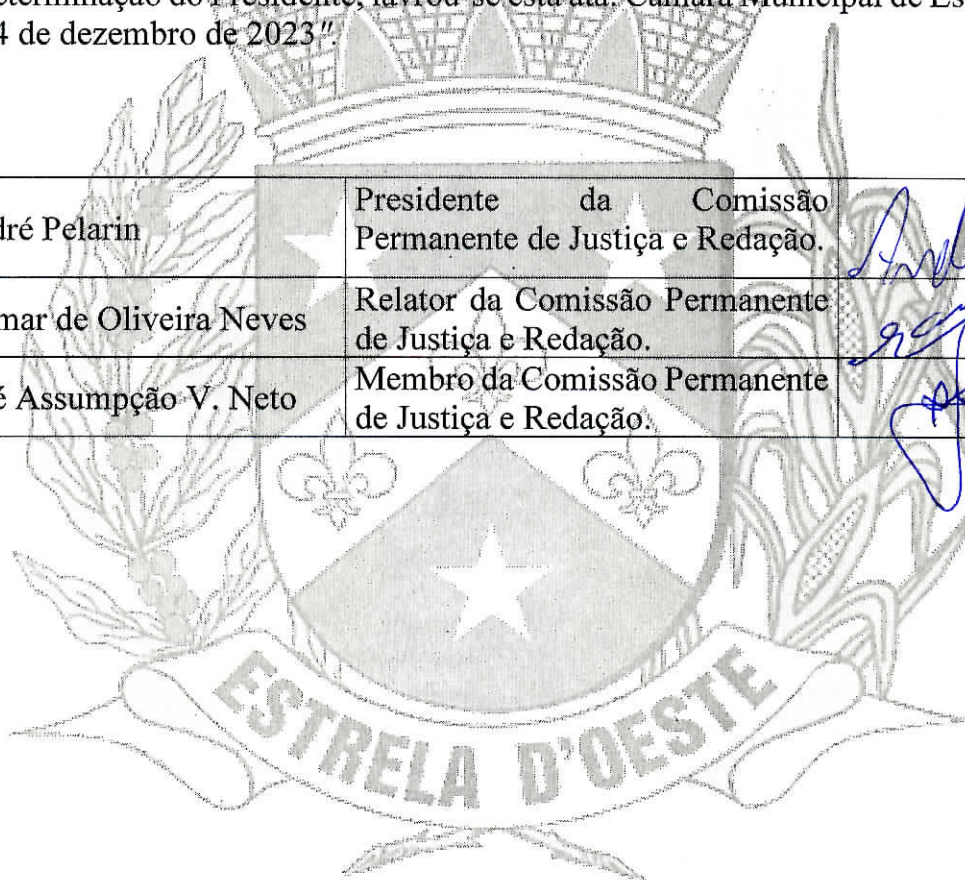 eterminação do Presidente, lavrou-se esta ata. Câmara Municipal de Es
4 de dezembro de 2023".
dré Pelarin
Presidente da Comissão
Permanente de Justiça e Redação.
mar de Oliveira Neves
Relator da Comissão Permanente
de Justiça e Redação.
é Assumpção V. Neto
Membro da Comissão Permanente
de Justiça e Redação.
ESTRELA D'OESTE